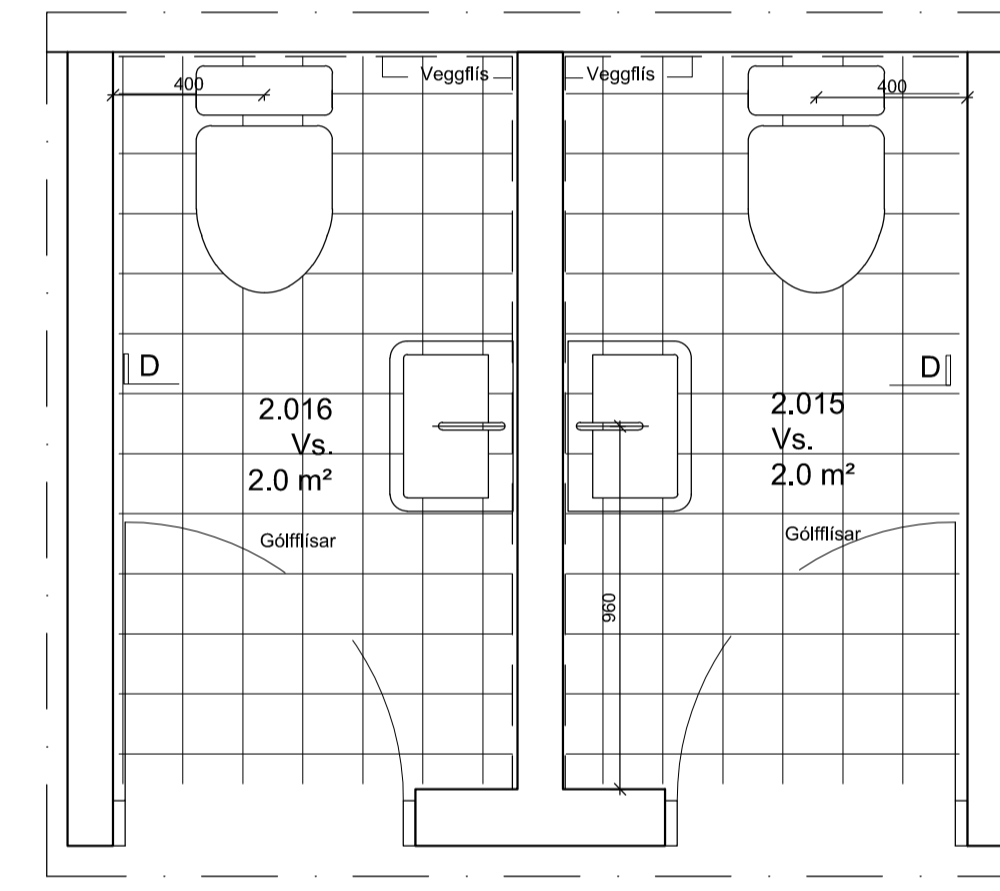 400
Veggflís
Veggflís
400
D
D
2.016
Vs.
2.0 m²
2.015
Vs.
2.0 m²
Gólfflísar
Gólfflísar
960